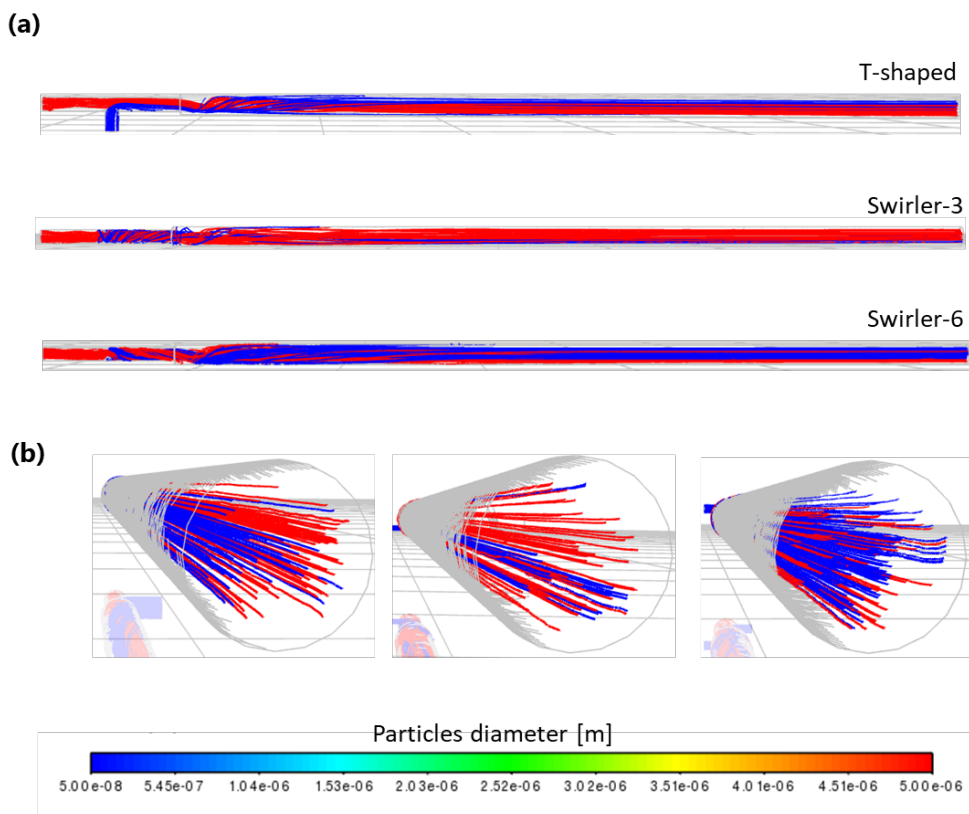 (a)
T-shaped
Swirler-3
Swirler-6
(b)
Particles diameter [m]
5.00e-08 5.45e-07 1.04e-06 1.53e-06 2.03e-06 2.52e-06 3.02e-06 3.51e-06 4.01e-06 4.51e-06 5.00e-06